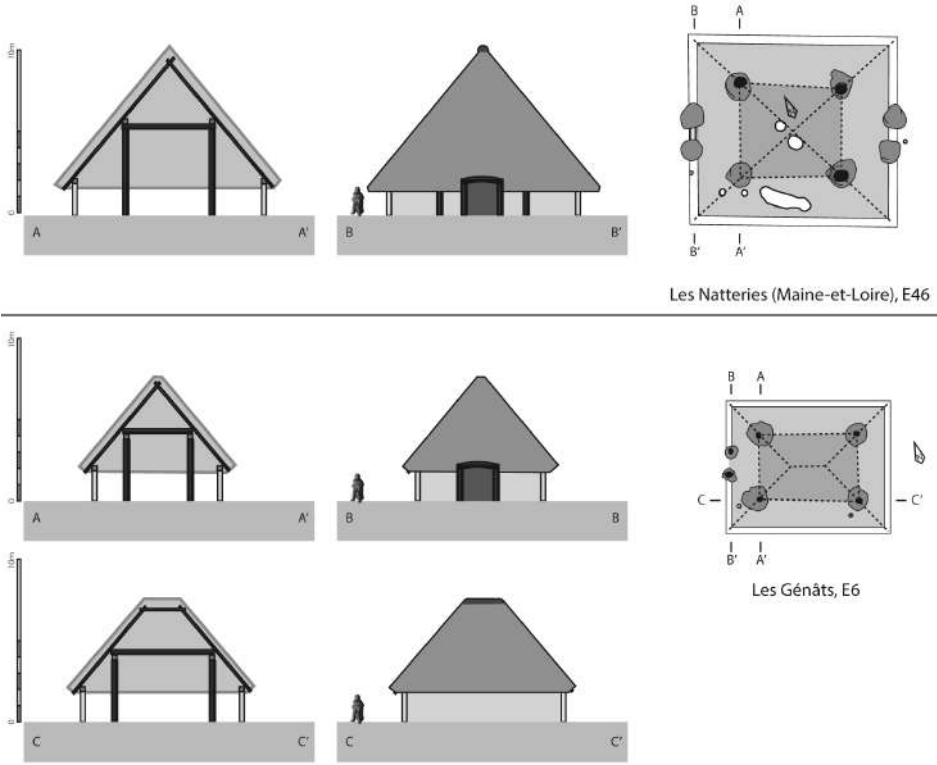 B A
10m
0
A A'
B B'
B' A'
Les Natteries (Maine-et-Loire), E46
10m
0
A A'
B B
B A
C C'
B' A'
Les Génâts, E6
10m
0
C C'
C C'